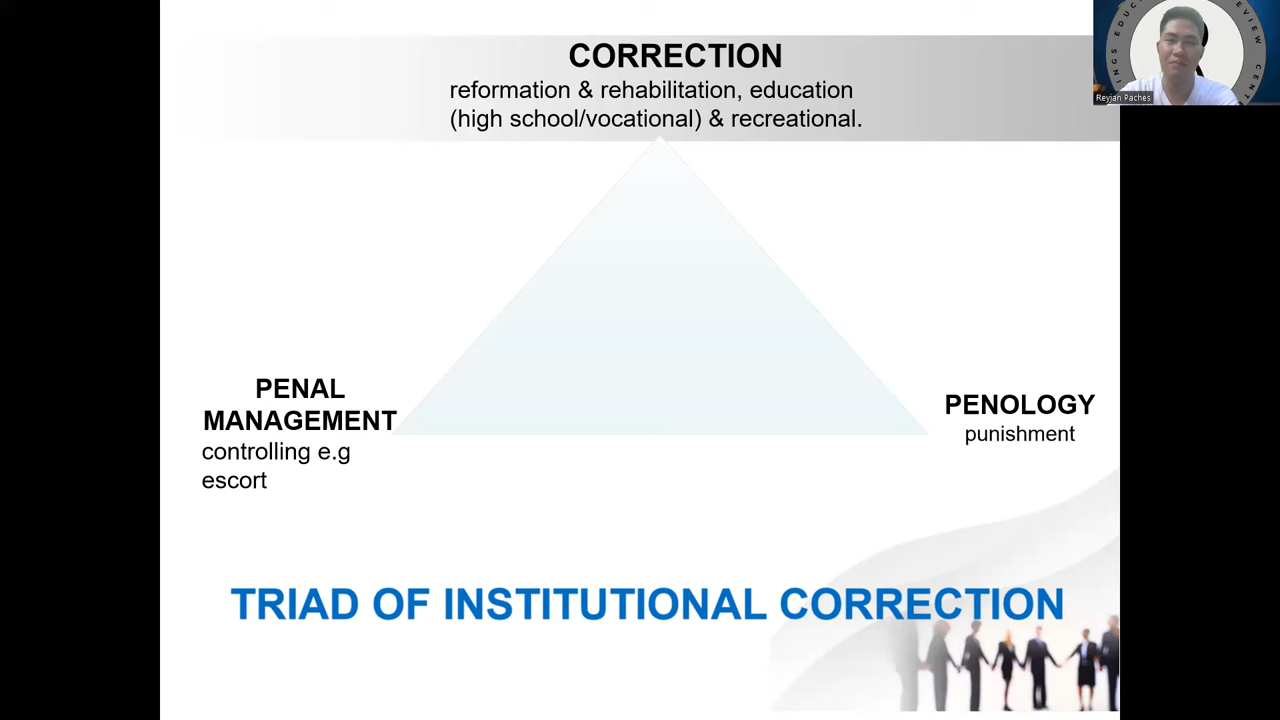 CORRECTION
reformation & rehabilitation, education
(high school/vocational) & recreational.
Reyjan Paches
PENAL
MANAGEMENT
controlling e.g
escort
PENOLOGY
punishment
TRIAD OF INSTITUTIONAL CORRECTION